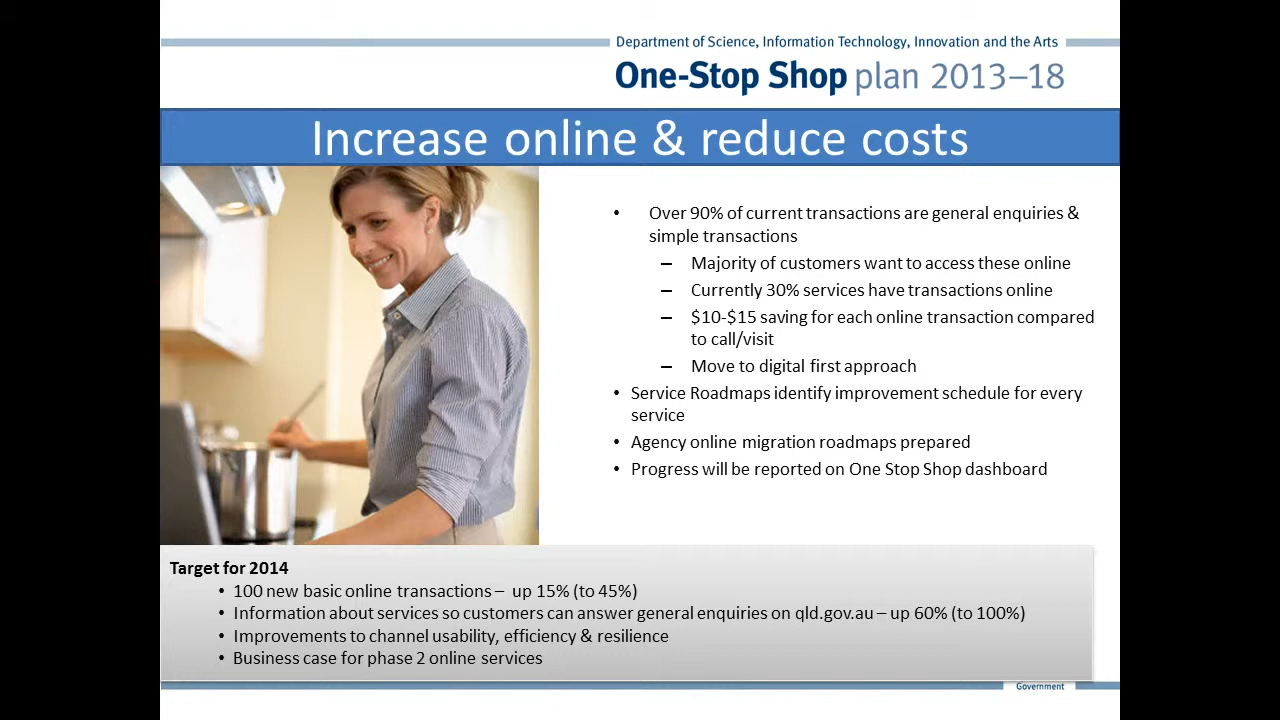 Department of Science, Information Technology, Innovation and the Arts
One-Stop Shop plan 2013–18
Increase online & reduce costs
• Over 90% of current transactions are general enquiries &
simple transactions
– Majority of customers want to access these online
– Currently 30% services have transactions online
– $10-$15 saving for each online transaction compared
to call/visit
– Move to digital first approach
• Service Roadmaps identify improvement schedule for every
service
• Agency online migration roadmaps prepared
• Progress will be reported on One Stop Shop dashboard
Target for 2014
• 100 new basic online transactions – up 15% (to 45%)
• Information about services so customers can answer general enquiries on qld.gov.au – up 60% (to 100%)
• Improvements to channel usability, efficiency & resilience
• Business case for phase 2 online services
Government